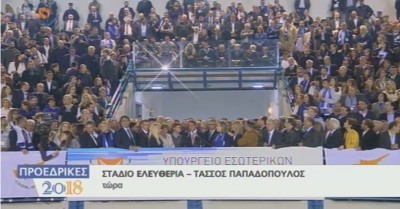 ΥΠΟΥΡΓΕΙΟ ΕΣΩΤΕΡΙΚΩΝ
ΠΡΟΕΔΡΙΚΕΣ
2018
ΣΤΑΔΙΟ ΕΛΕΥΘΕΡΙΑ – ΤΑΣΣΟΣ ΠΑΠΑΔΟΠΟΥΛΟΣ
τώρα